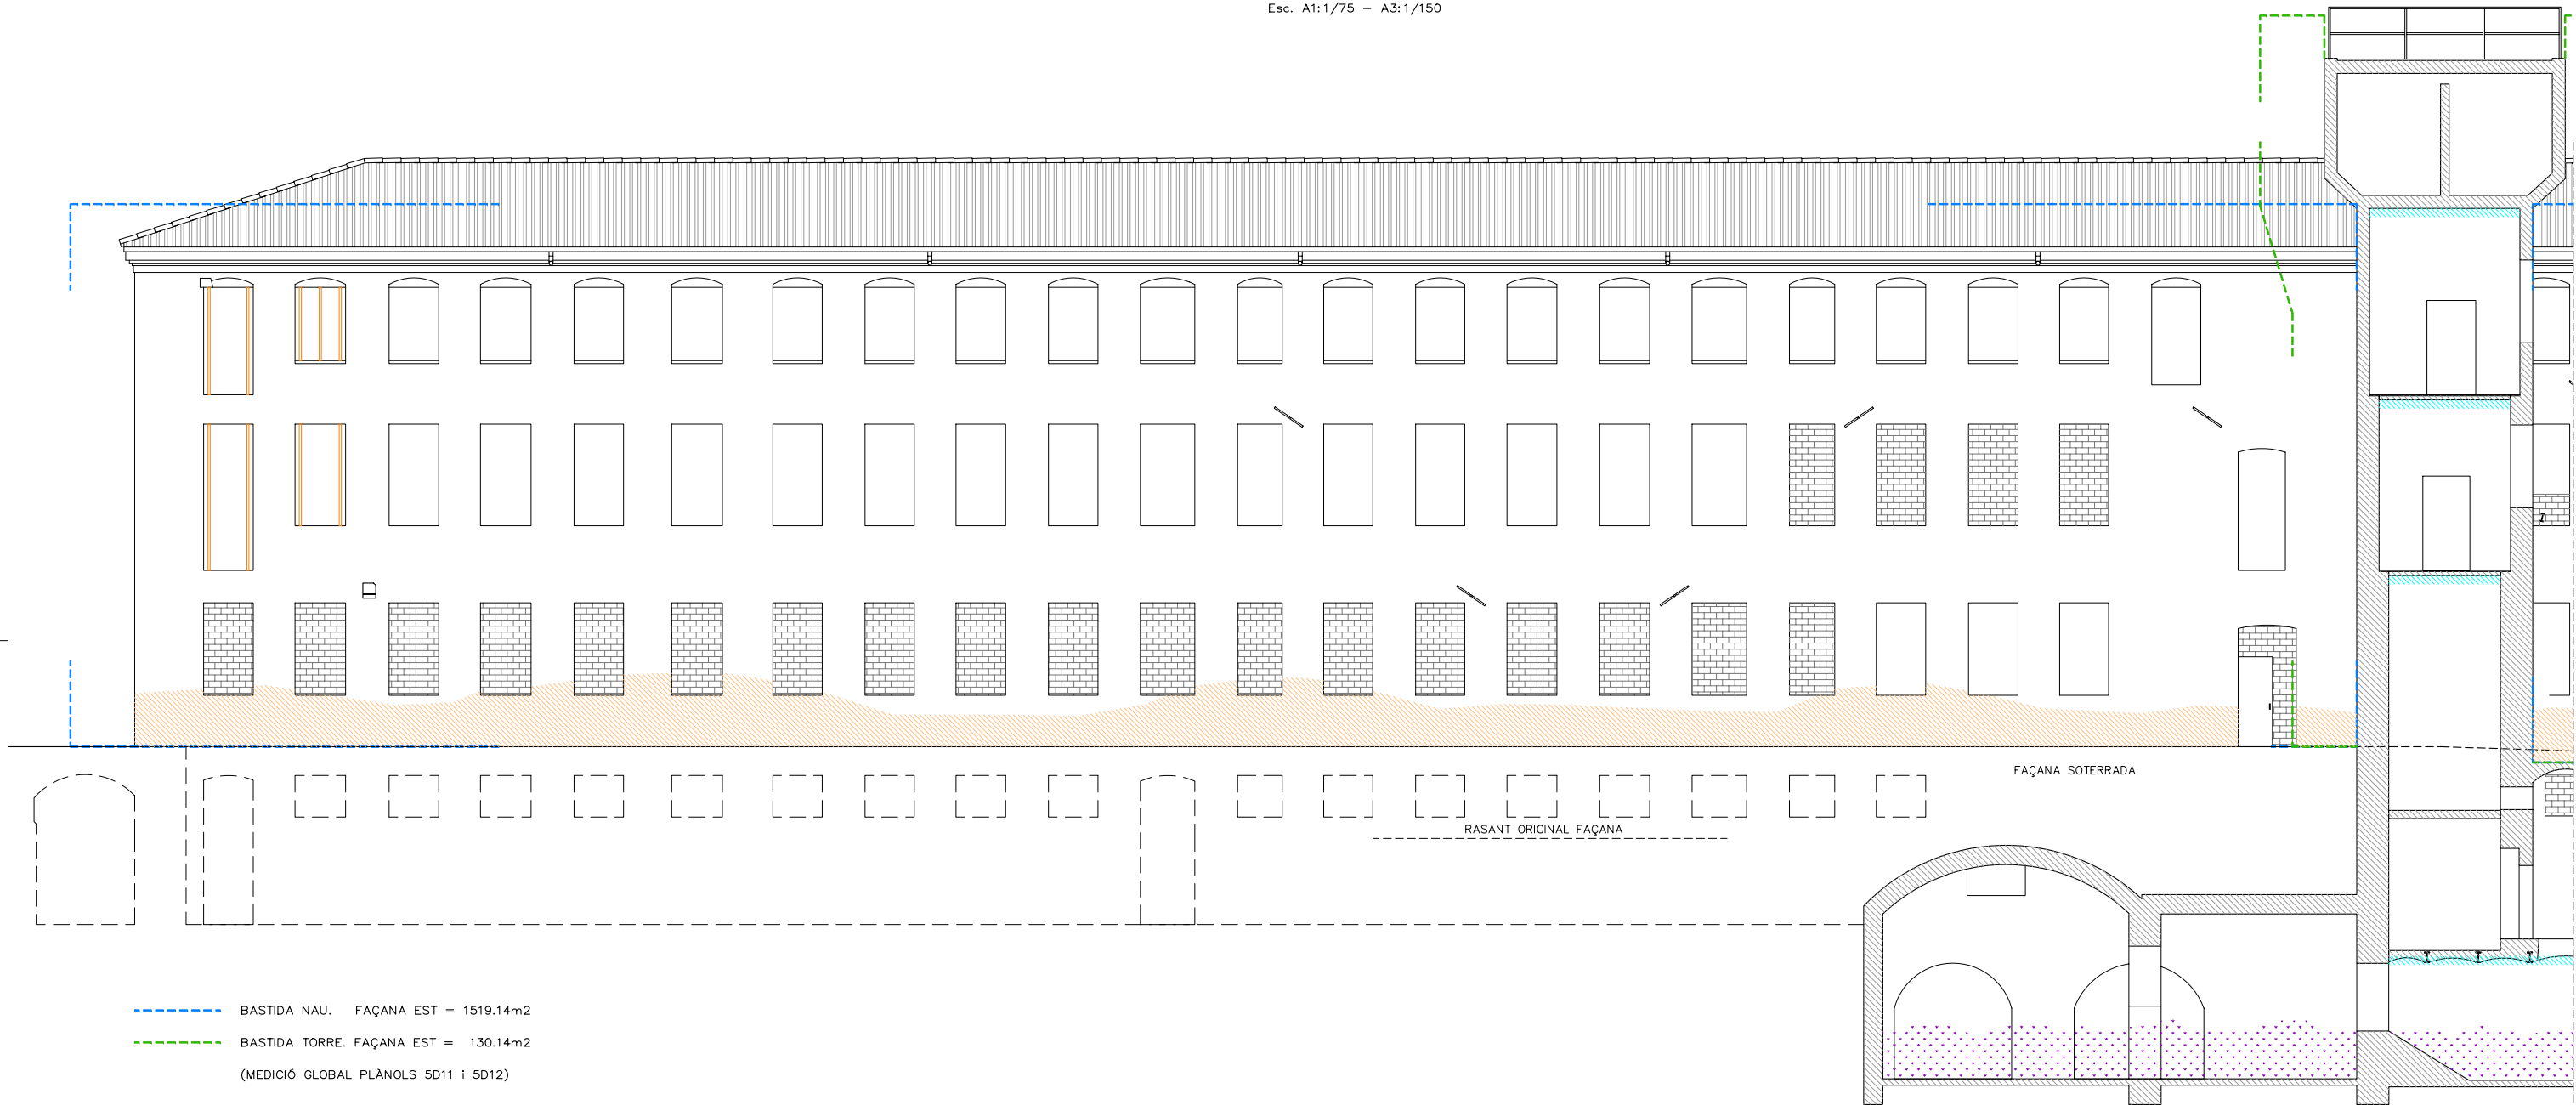 Esc. A1:1/75 – A3:1/150
FAÇANA SOTERRADA
RASANT ORIGINAL FAÇANA
BASTIDA NAU. FAÇANA EST = 1519.14m2
BASTIDA TORRE. FAÇANA EST = 130.14m2
(MEDICIÓ GLOBAL PLÀNOLS 5D11 i 5D12)